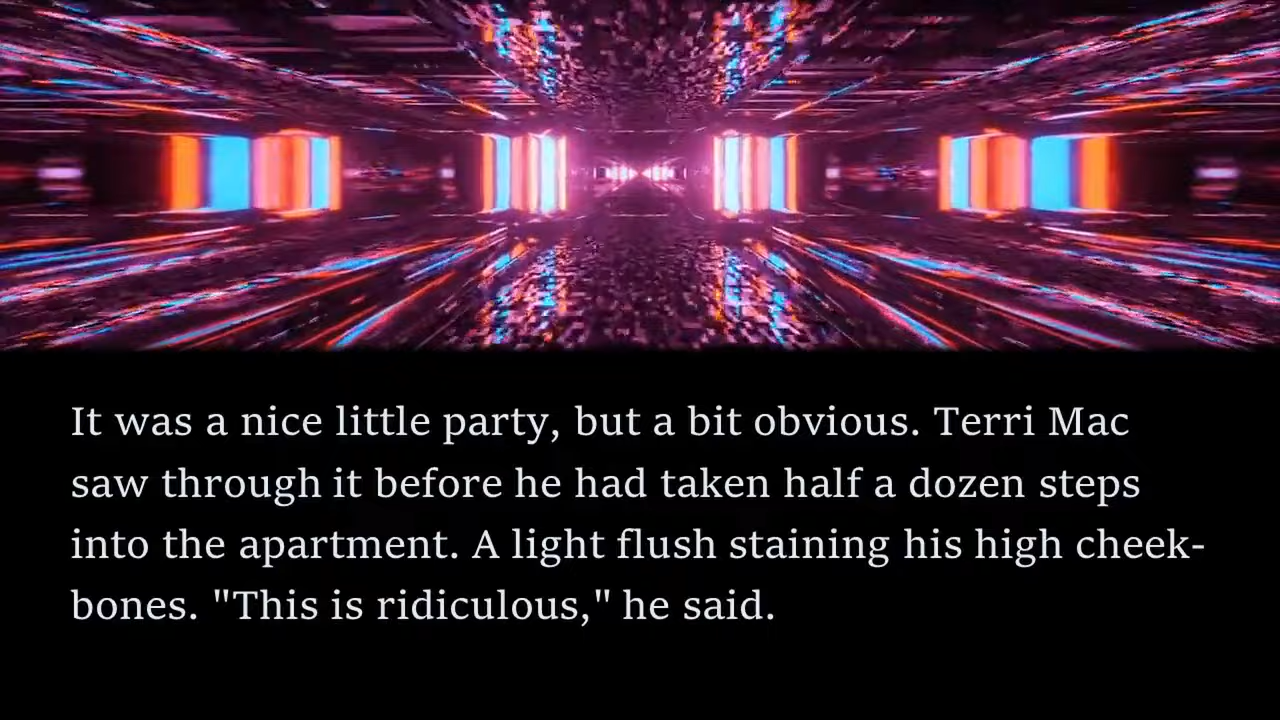 It was a nice little party, but a bit obvious. Terri Mac
saw through it before he had taken half a dozen steps
into the apartment. A light flush staining his high cheek-
bones. "This is ridiculous," he said.